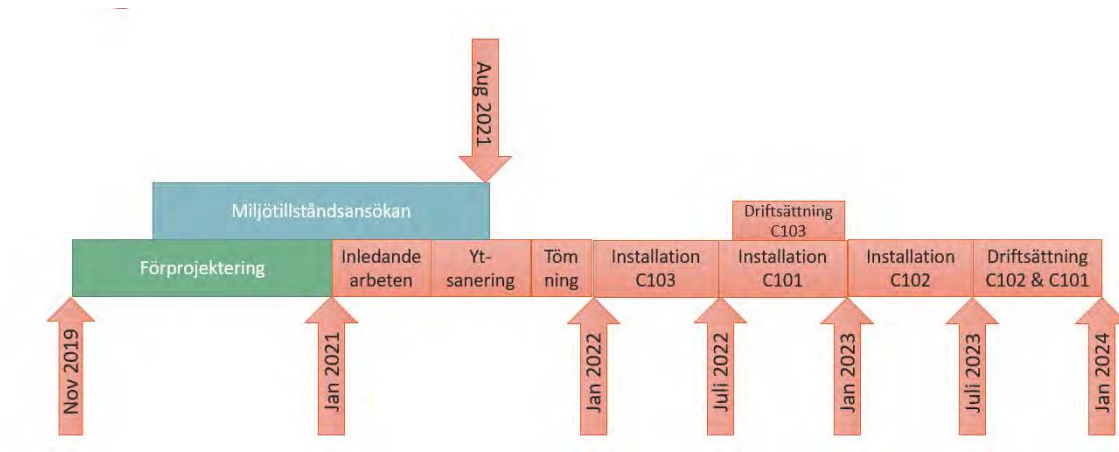 Aug 2021
Miljötillståndsansökan
Driftsättning
C103
Förprojektering
Inledande
arbeten
Yt-
sanering
Töm
ning
Installation
C103
Installation
C101
Installation
C102
Driftsättning
C102 & C101
Nov 2019
Jan 2021
Jan 2022
Juli 2022
Jan 2023
Juli 2023
Jan 2024